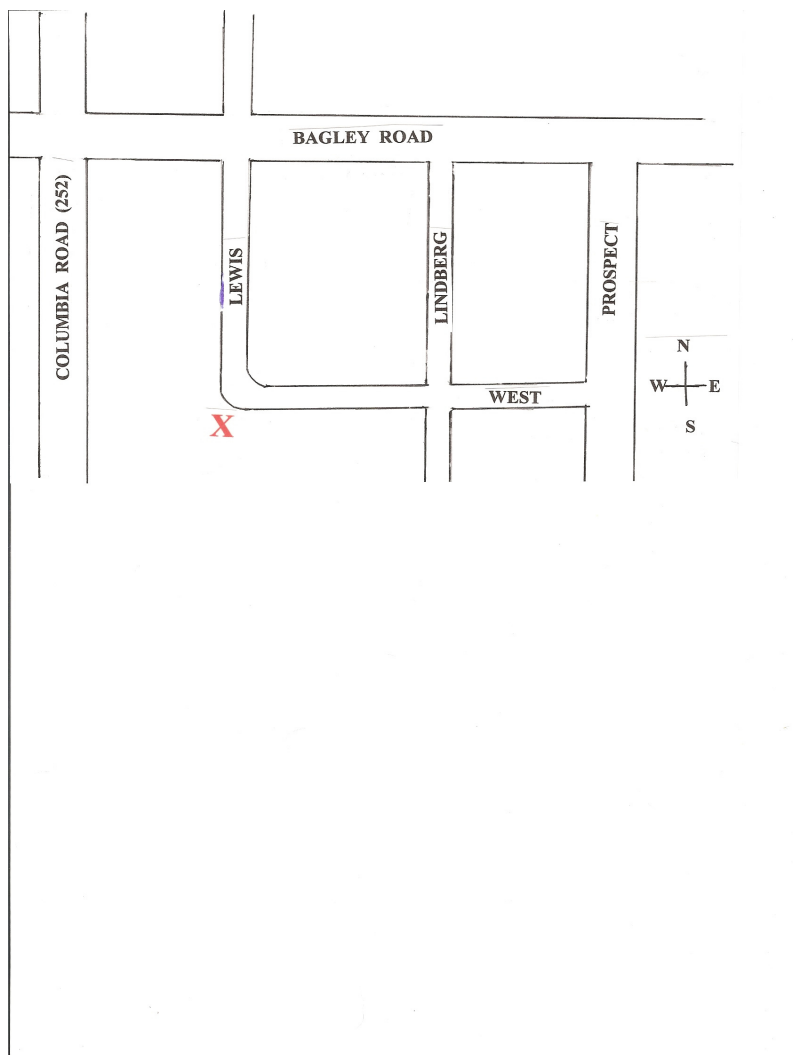 BAGLEY ROAD
COLUMBIA ROAD (252)
LEWIS
LINDBERG
PROSPECT
N
W E
S
WEST
X